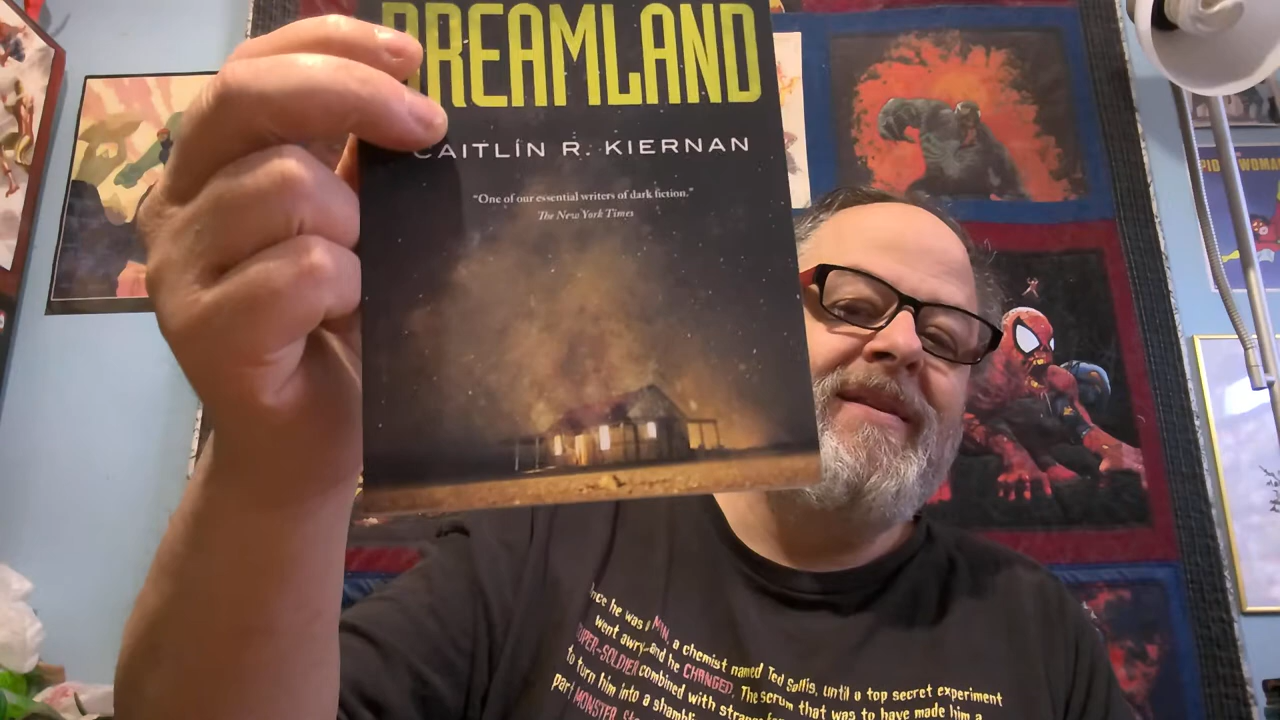 DREAMLAND
CAITLÍN R. KIERNAN
“One of our essential writers of dark fiction.”
The New York Times
once he was a MAN, a chemist named Ted Sallis, until a top secret experiment
went awry–and he CHANGED. The serum that was to have made him a
SUPER-SOLDIER combined with
to turn him into a
part MONSTER